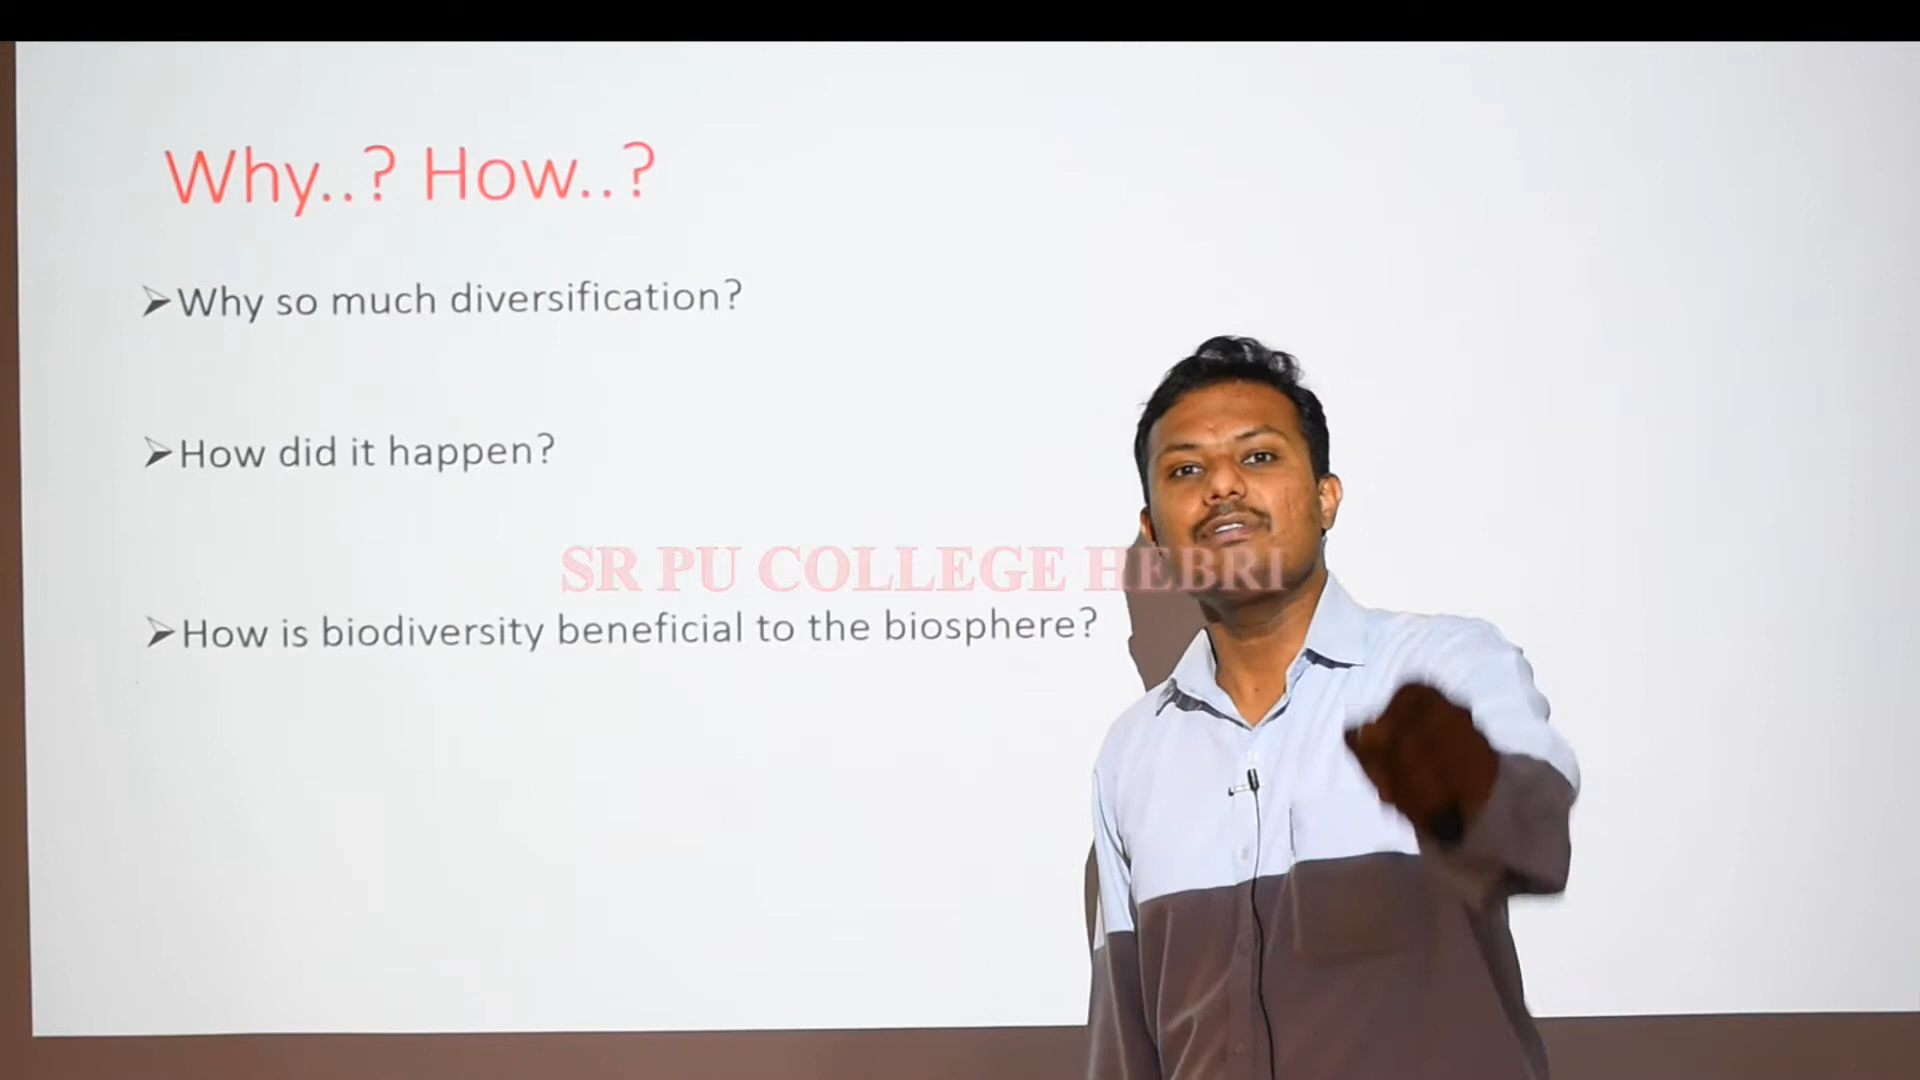 Why..? How..?
➢Why so much diversification?
➢How did it happen?
SR PU COLLEGE HEBRI
➢How is biodiversity beneficial to the biosphere?